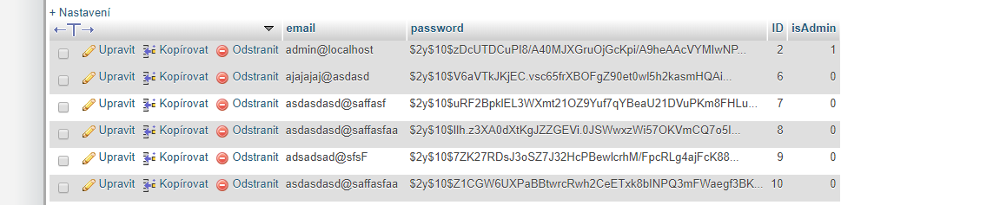 + Nastavení
←T→ email password ID isAdmin
Upravit Kopírovat Odstranit admin@localhost $2y$10$zDcUTDCuPI8/A40MJXGruOjGcKpi/A9heAAcVYMlwNP... 2 1
Upravit Kopírovat Odstranit ajajajaj@asdasd $2y$10$V6aVTkJKjEC.vsc65frXBOFgZ90et0wl5h2kasmHQAi... 6 0
Upravit Kopírovat Odstranit asdasdasd@saffasf $2y$10$uRF2BpklEL3WXmt21OZ9Yuf7qYBeaU21DVuPKm8FHLu... 7 0
Upravit Kopírovat Odstranit asdasdasd@saffasfaa $2y$10$Ilh.z3XA0dXtKgJZZGEVi.0JSWwxzWi57OKVmCQ7o5I... 8 0
Upravit Kopírovat Odstranit adsadsad@sfsF $2y$10$7ZK27RDsJ3oSZ7J32HcPBewlcrhM/FpcRLg4ajFcK88... 9 0
Upravit Kopírovat Odstranit asdasdasd@saffasfaa $2y$10$Z1CGW6UXPaBBtwrcRwh2CeETxk8bINPQ3mFWaegf3BK... 10 0